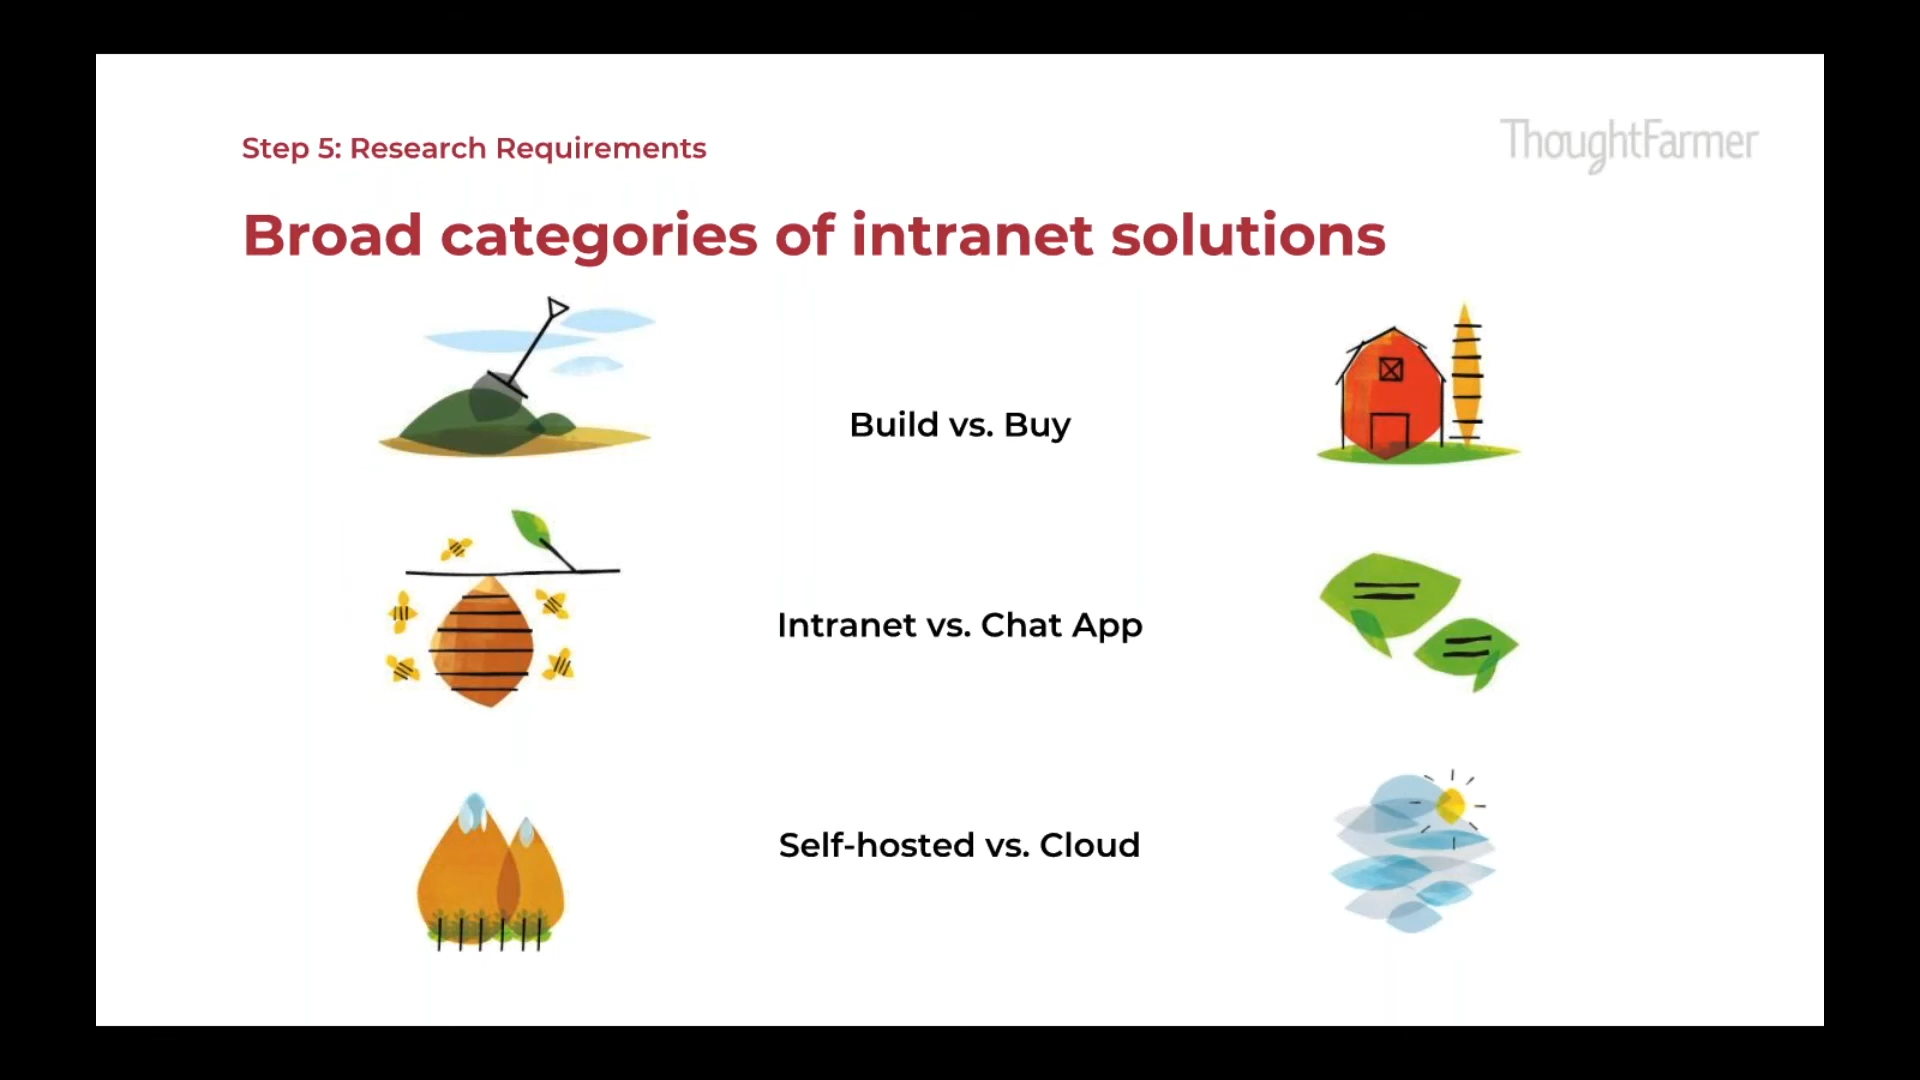 Step 5: Research Requirements
ThoughtFarmer
Broad categories of intranet solutions
Build vs. Buy
Intranet vs. Chat App
Self-hosted vs. Cloud